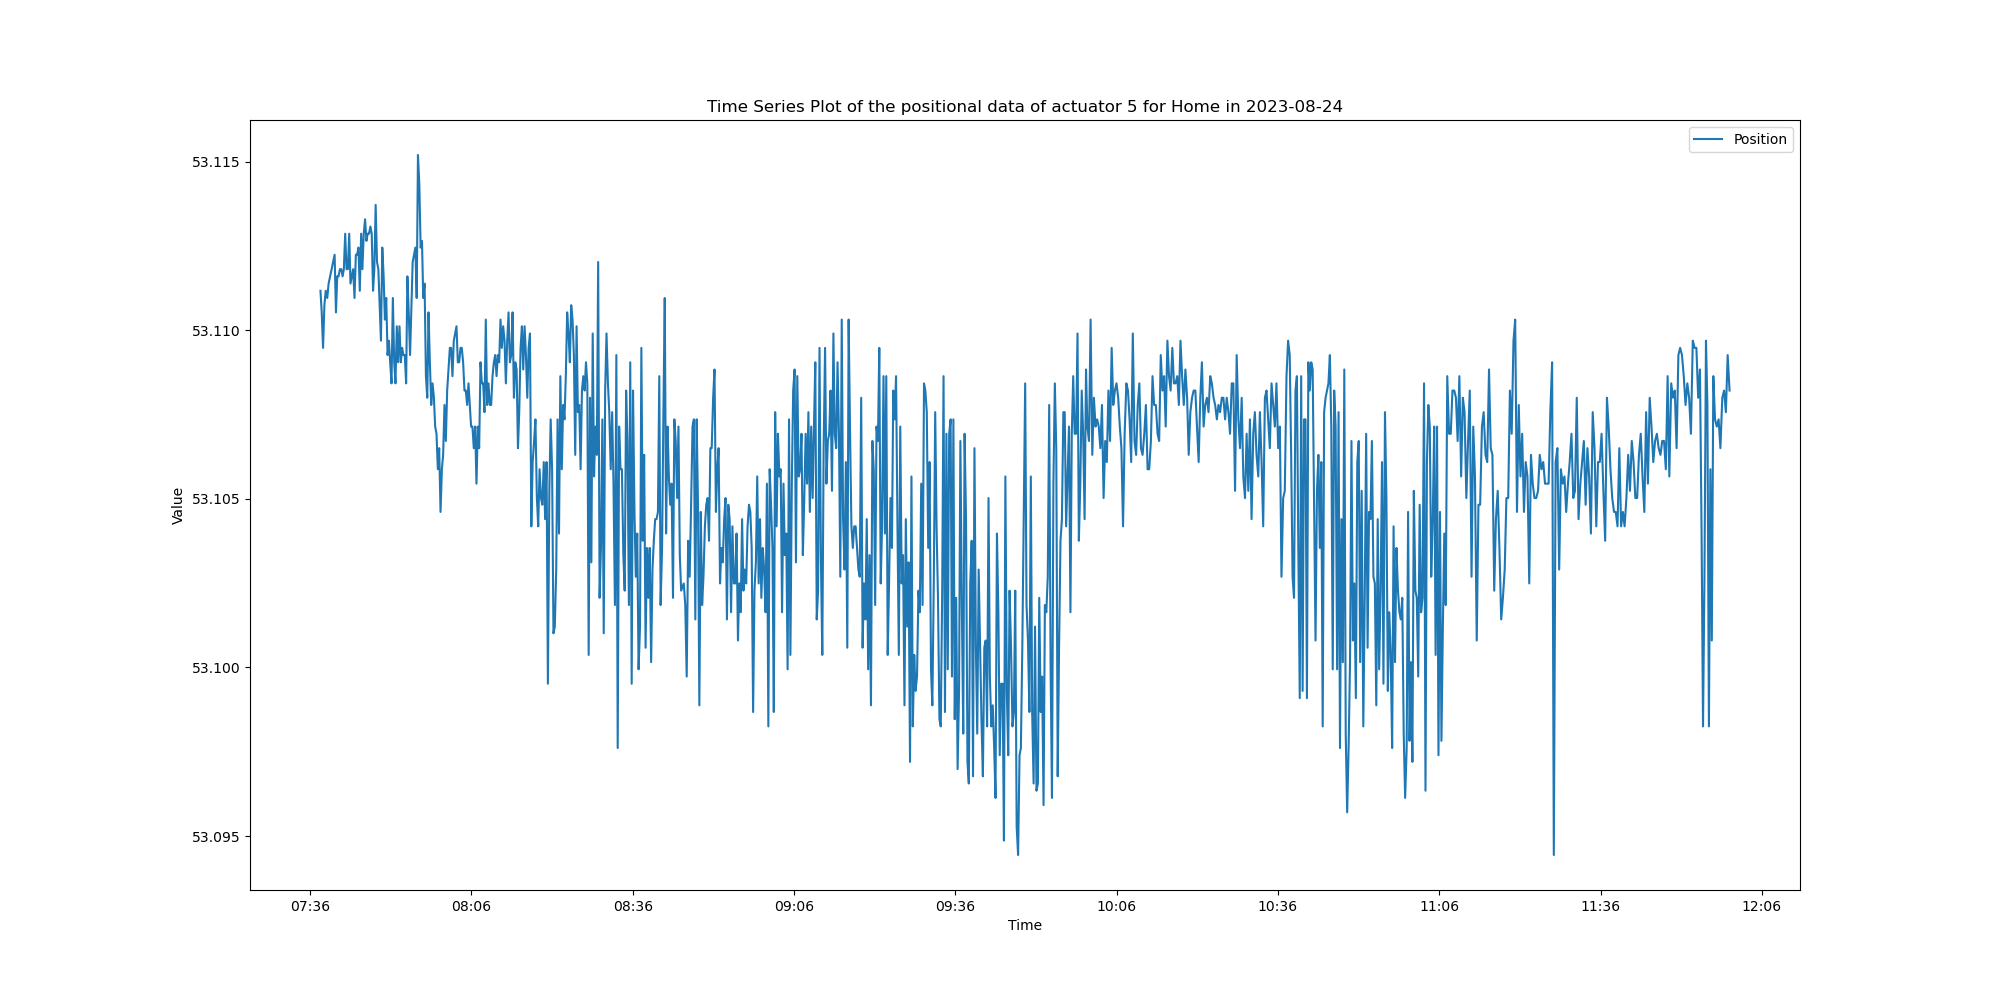 Time Series Plot of the positional data of actuator 5 for Home in 2023-08-24
Position
53.115
53.110
53.105
53.100
53.095
Value
07:36 08:06 08:36 09:06 09:36 10:06 10:36 11:06 11:36 12:06
Time